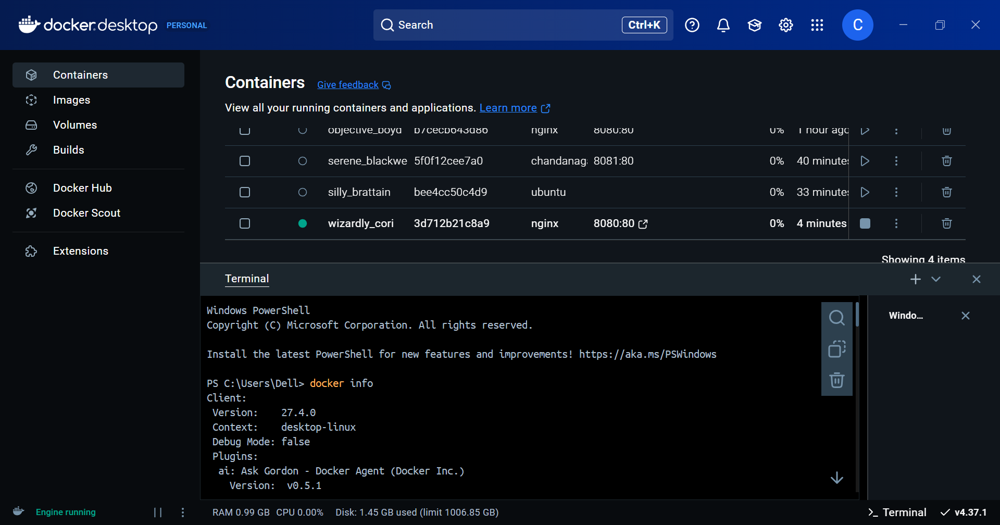 docker desktop PERSONAL
Search
Ctrl+K
C
Containers
Images
Volumes
Builds
Docker Hub
Docker Scout
Extensions
Containers Give feedback
View all your running containers and applications. Learn more
objective_boyd b7cecb643d86 nginx 8080:80 0% 1 hour ago
serene_blackwe 5f0f12cee7a0 chandanag 8081:80 0% 40 minutes
silly_brattain bee4cc50c4d9 ubuntu 0% 33 minutes
wizardly_cori 3d712b21c8a9 nginx 8080:80 0% 4 minutes
Showing 4 items
Terminal
Windows PowerShell
Copyright (C) Microsoft Corporation. All rights reserved.
Install the latest PowerShell for new features and improvements! https://aka.ms/PSWindows
PS C:\Users\Dell> docker info
Client:
Version: 27.4.0
Context: desktop-linux
Debug Mode: false
Plugins:
ai: Ask Gordon - Docker Agent (Docker Inc.)
Version: v0.5.1
Windo...
Engine running
RAM 0.99 GB CPU 0.00% Disk: 1.45 GB used (limit 1006.85 GB)
>_ Terminal
v4.37.1